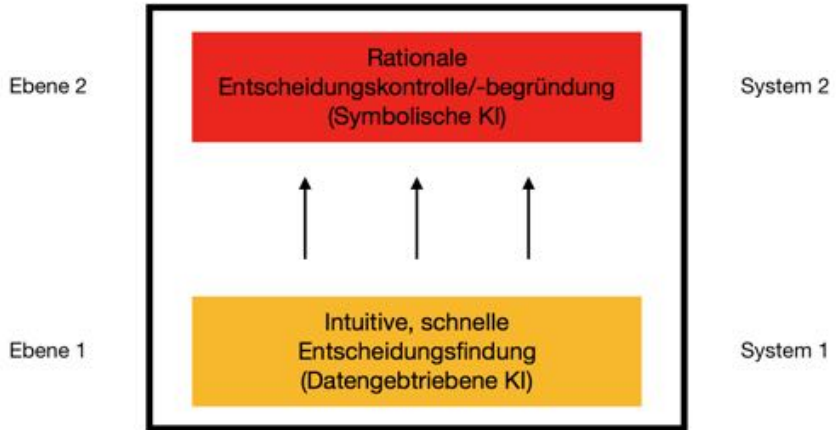 Ebene 2
Rationale
Entscheidungskontrolle/-begründung
(Symbolische KI)
System 2
Ebene 1
Intuitive, schnelle
Entscheidungsfindung
(Datengebtriebene KI)
System 1